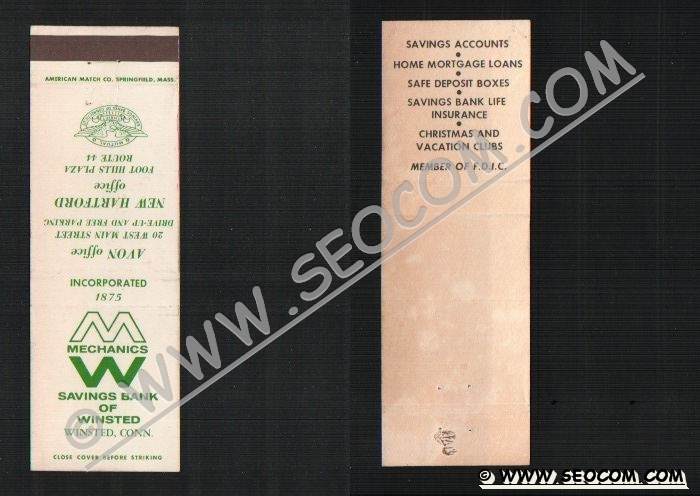 AMERICAN MATCH CO. SPRINGFIELD, MASS.
MUTUAL
ROUTE 44
FOOT HILLS PLAZA
office
NEW HARTFORD
DRIVE-UP AND FREE PARKING
20 WEST MAIN STREET
AVON office
INCORPORATED
1875
M
MECHANICS
W
SAVINGS BANK
OF
WINSTED
WINSTED, CONN.
CLOSE COVER BEFORE STRIKING
SAVINGS ACCOUNTS
•
HOME MORTGAGE LOANS
•
SAFE DEPOSIT BOXES
•
SAVINGS BANK LIFE
INSURANCE
•
CHRISTMAS AND
VACATION CLUBS
MEMBER OF F.D.I.C.
© WWW.SEOCOM.COM
© WWW.SEOCOM.COM